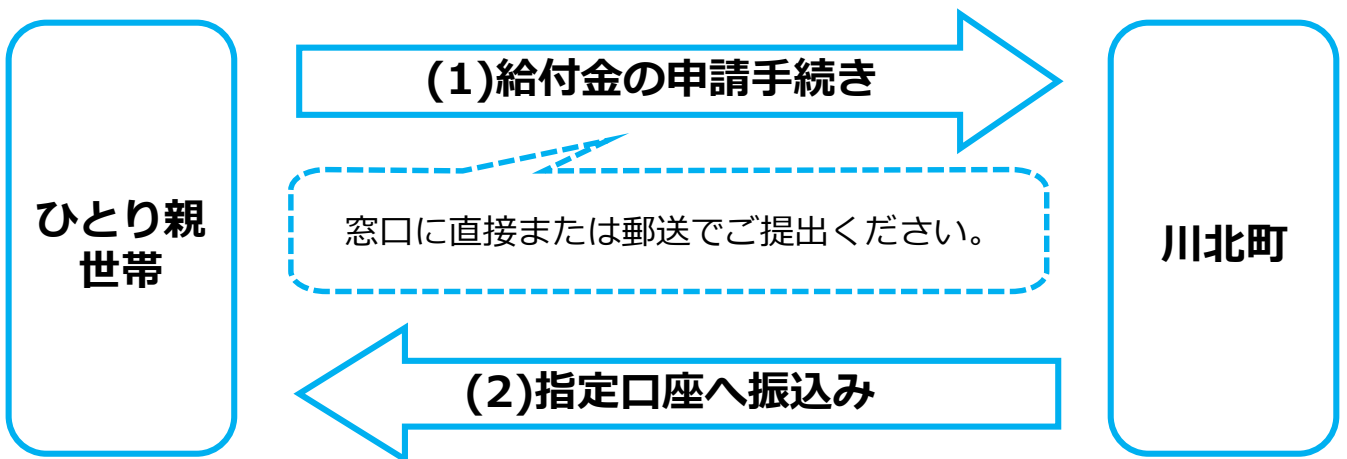 (1)給付金の申請手続き
ひとり親
世帯
窓口に直接または郵送でご提出ください。
川北町
(2)指定口座へ振込み